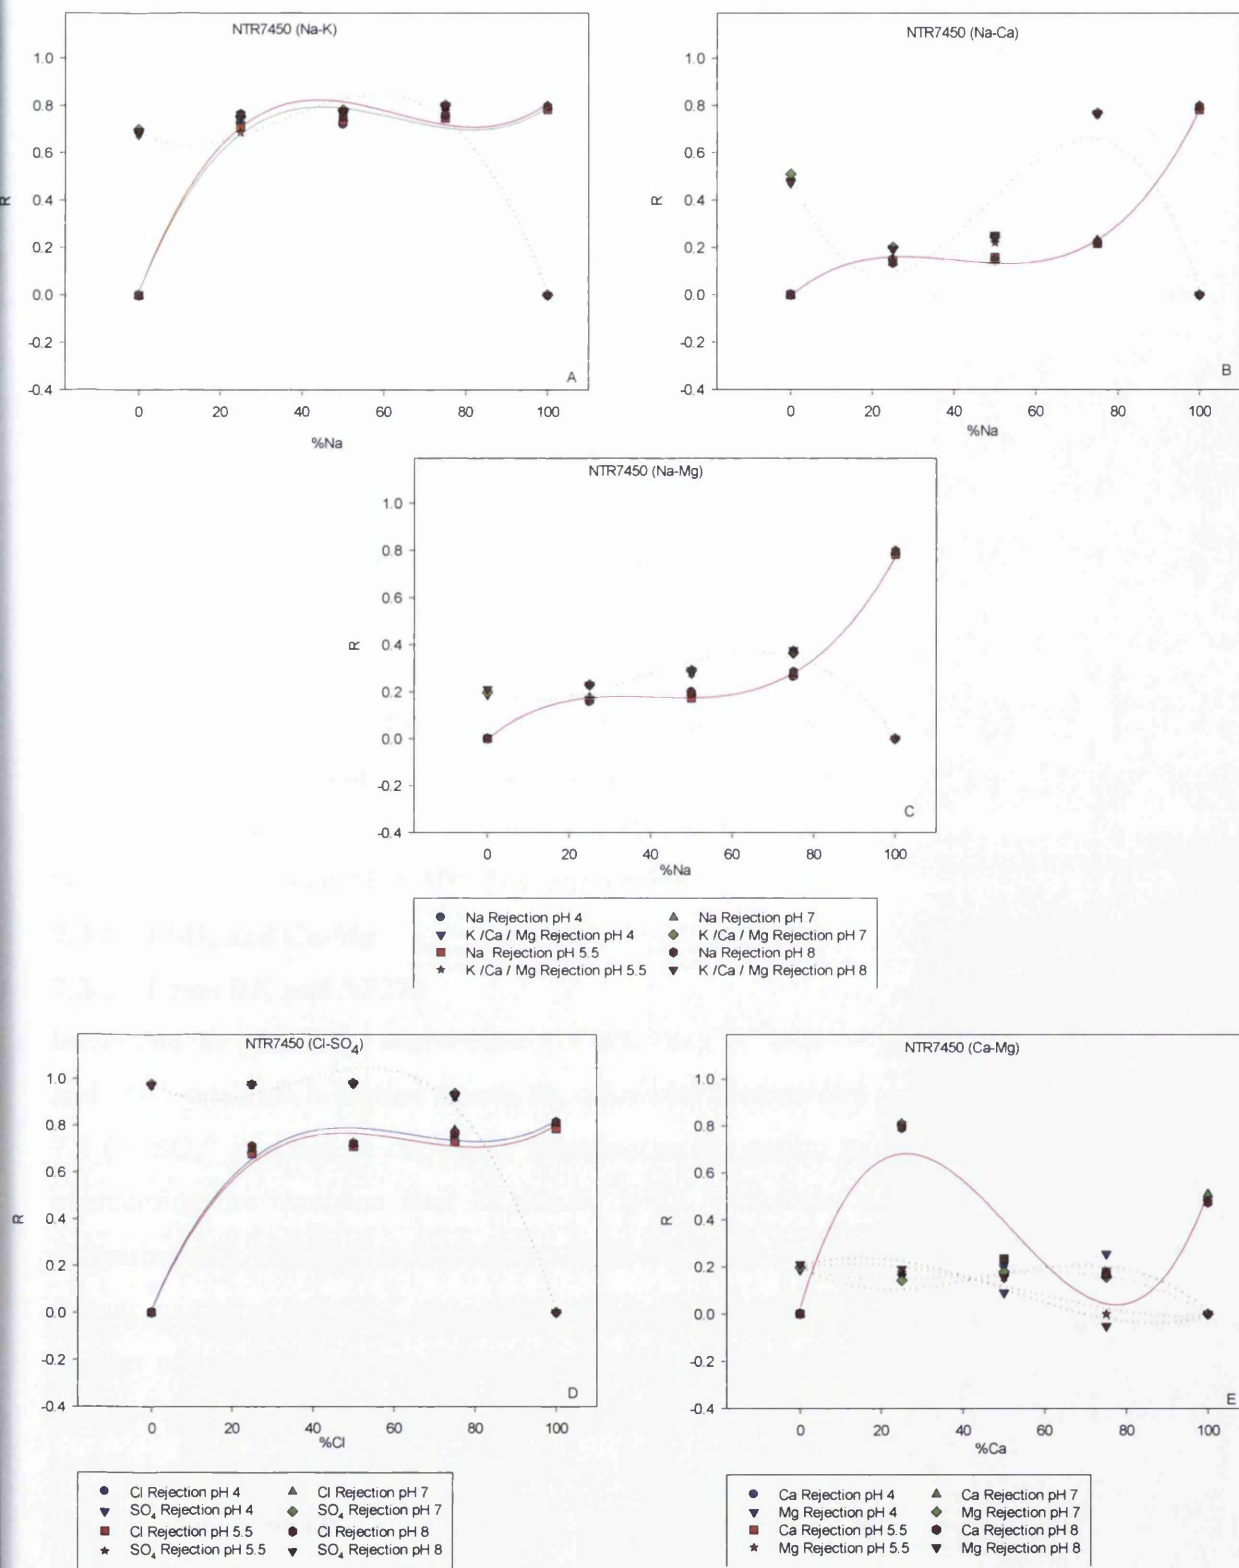 NTR7450 (Na-K)
1.0
0.8
0.6
0.4
0.2
0.0
-0.2
-0.4
R
A
0 20 40 60 80 100
%Na
NTR7450 (Na-Ca)
1.0
0.8
0.6
0.4
0.2
0.0
-0.2
-0.4
R
B
0 20 40 60 80 100
%Na
NTR7450 (Na-Mg)
1.0
0.8
0.6
0.4
0.2
0.0
-0.2
-0.4
R
C
0 20 40 60 80 100
%Na
Na Rejection pH 4
K /Ca / Mg Rejection pH 4
Na Rejection pH 5.5
K /Ca / Mg Rejection pH 5.5
Na Rejection pH 7
K /Ca / Mg Rejection pH 7
Na Rejection pH 8
K /Ca / Mg Rejection pH 8
NTR7450 (Cl-SO₄)
1.0
0.8
0.6
0.4
0.2
0.0
-0.2
-0.4
R
D
0 20 40 60 80 100
%Cl
Cl Rejection pH 4
SO₄ Rejection pH 4
Cl Rejection pH 5.5
SO₄ Rejection pH 5.5
Cl Rejection pH 7
SO₄ Rejection pH 7
Cl Rejection pH 8
SO₄ Rejection pH 8
NTR7450 (Ca-Mg)
1.0
0.8
0.6
0.4
0.2
0.0
-0.2
-0.4
R
E
0 20 40 60 80 100
%Ca
Ca Rejection pH 4
Mg Rejection pH 4
Ca Rejection pH 5.5
Mg Rejection pH 5.5
Ca Rejection pH 7
Mg Rejection pH 7
Ca Rejection pH 8
Mg Rejection pH 8